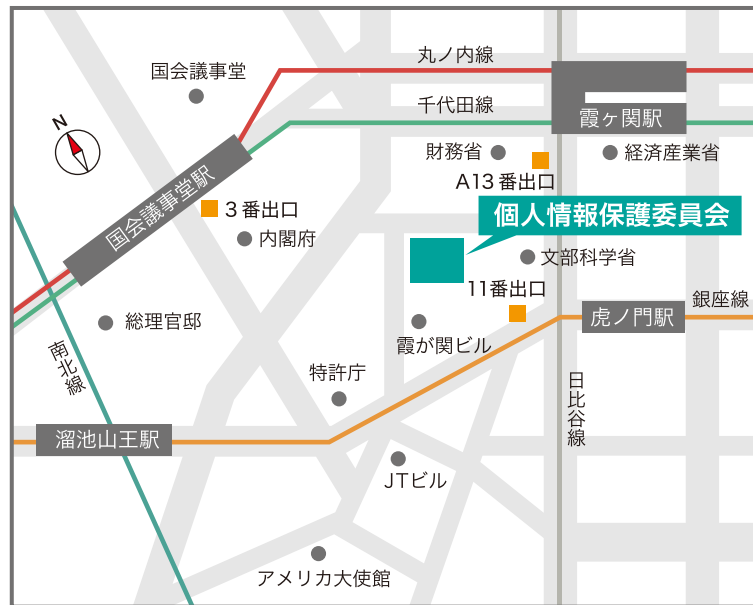 丸ノ内線
国会議事堂
千代田線
霞ヶ関駅
N
財務省
経済産業省
A13番出口
国会議事堂駅
3番出口
個人情報保護委員会
内閣府
文部科学省
11番出口
銀座線
総理官邸
虎ノ門駅
霞が関ビル
南北線
特許庁
日比谷線
溜池山王駅
JTビル
アメリカ大使館